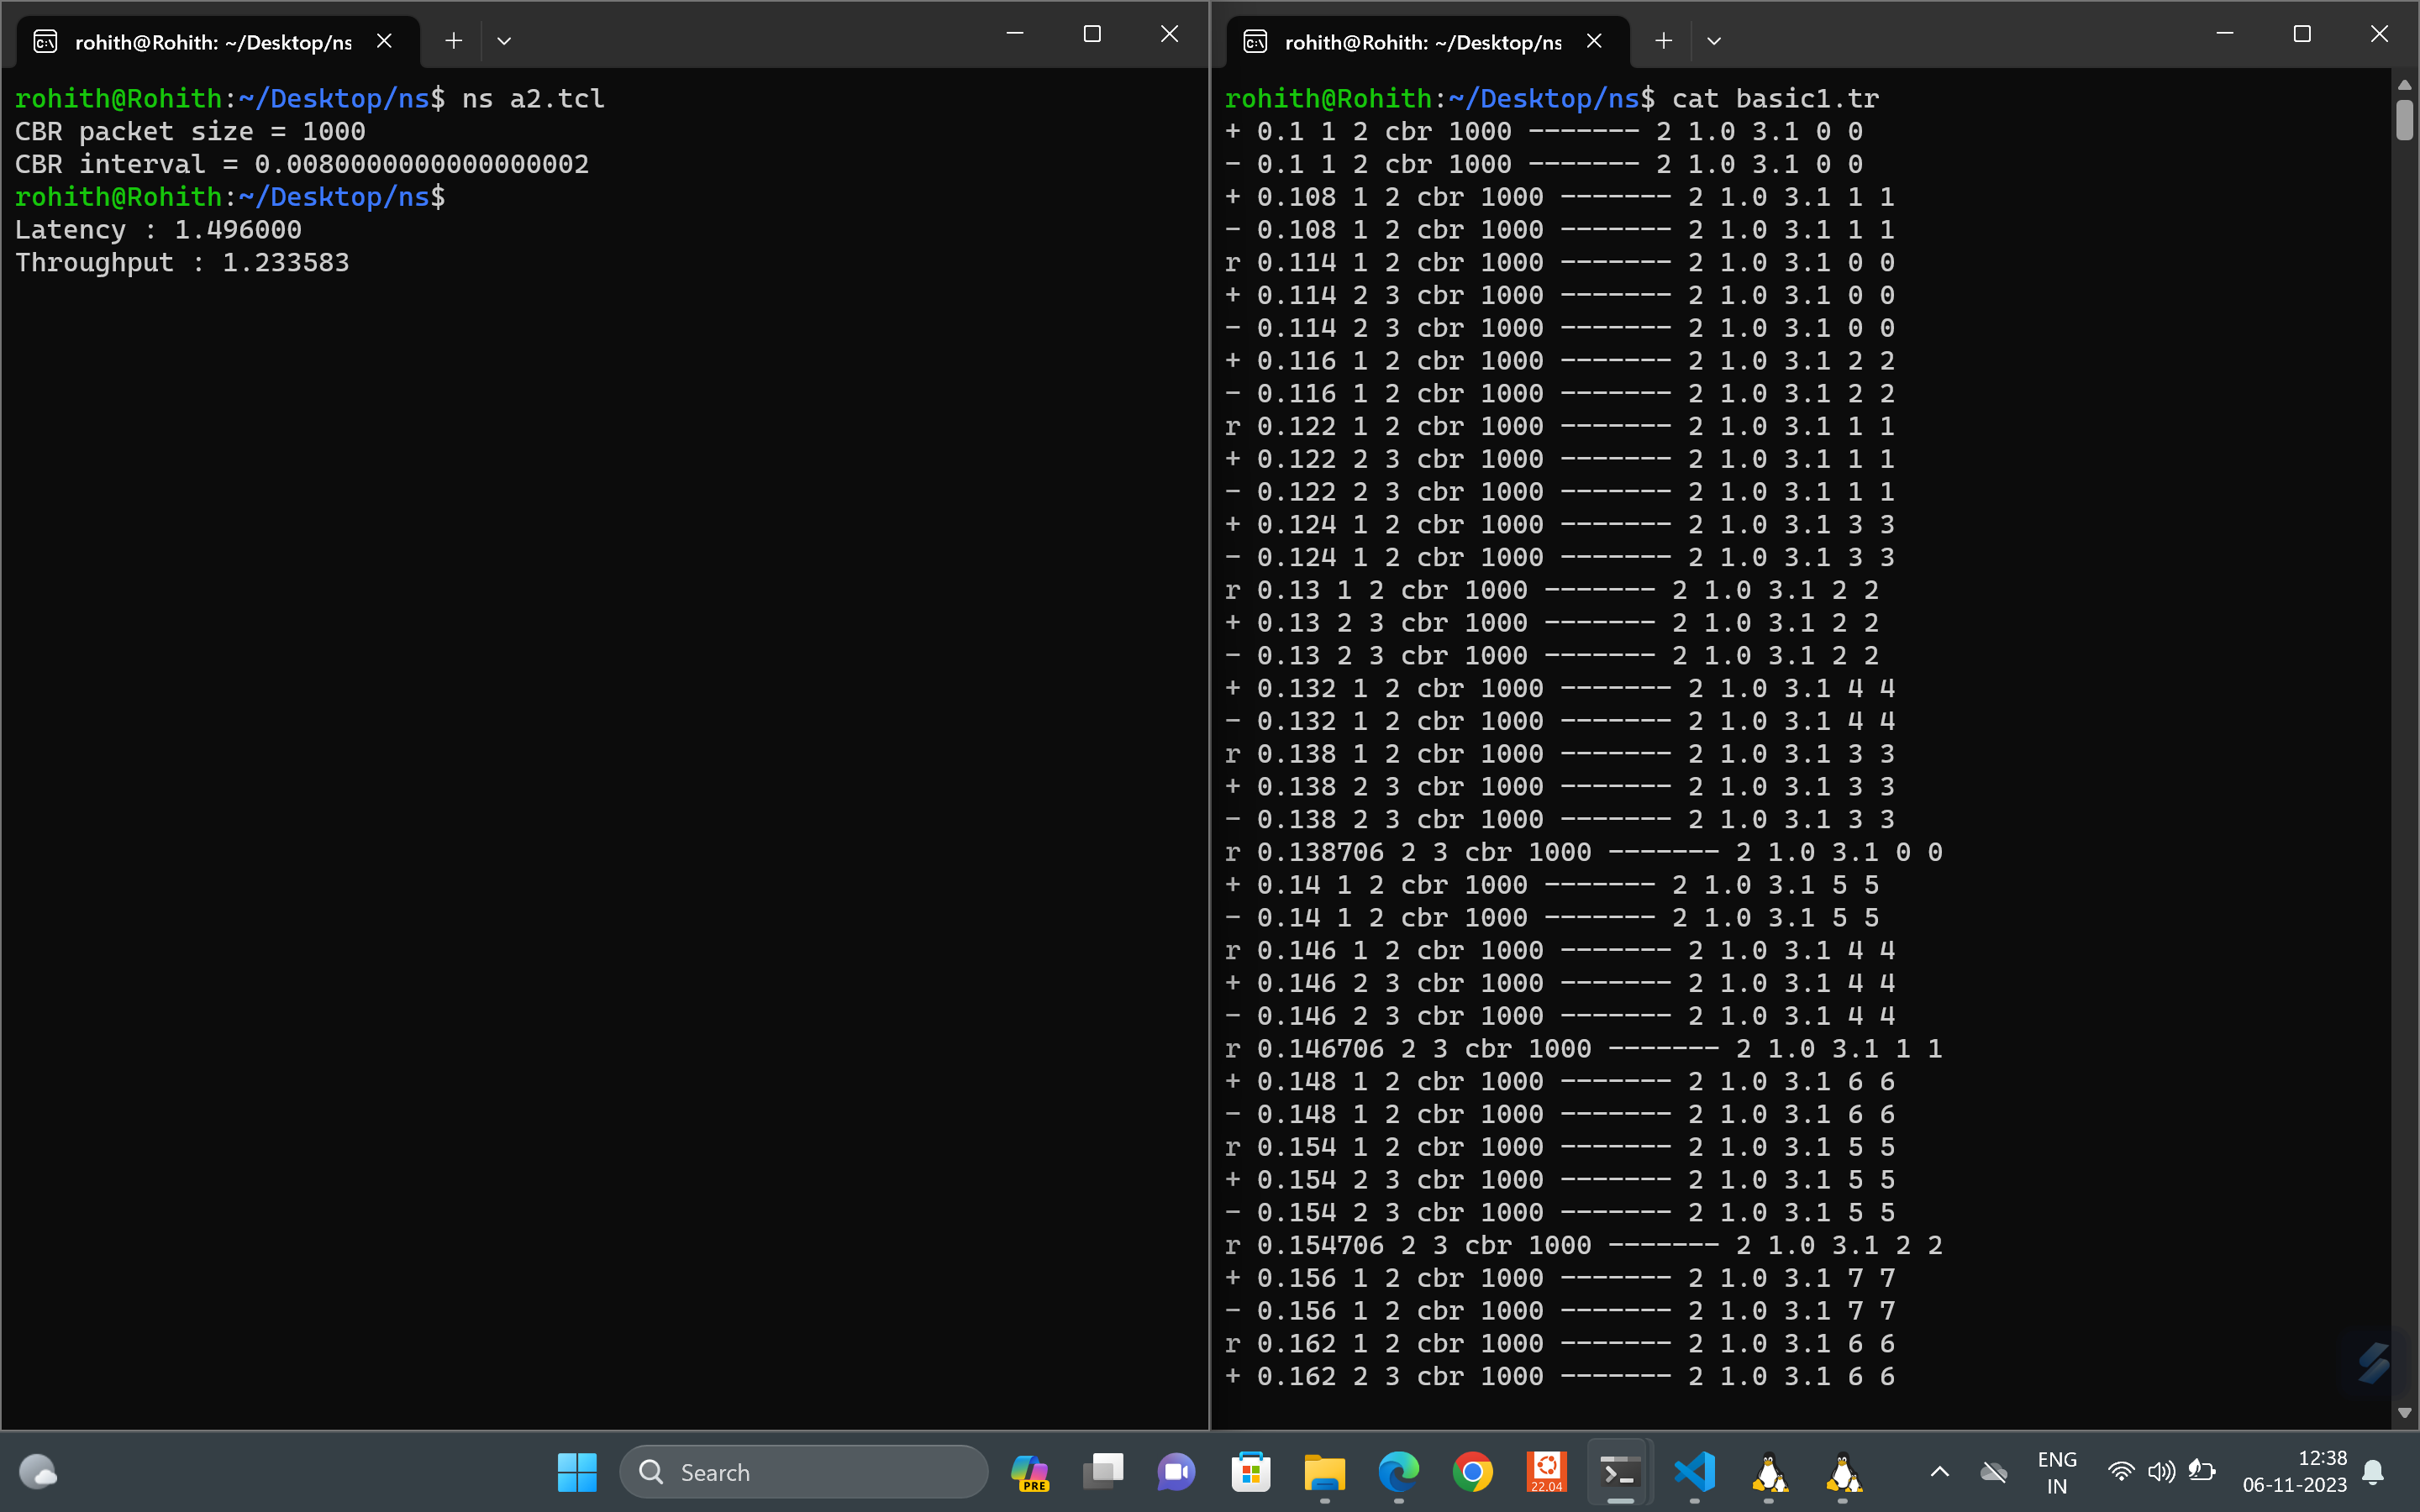 rohith@Rohith: ~/Desktop/ns
rohith@Rohith:~/Desktop/ns$ ns a2.tcl
CBR packet size = 1000
CBR interval = 0.0080000000000000002
rohith@Rohith:~/Desktop/ns$
Latency : 1.496000
Throughput : 1.233583
rohith@Rohith: ~/Desktop/ns
rohith@Rohith:~/Desktop/ns$ cat basic1.tr
+ 0.1 1 2 cbr 1000 ------- 2 1.0 3.1 0 0
- 0.1 1 2 cbr 1000 ------- 2 1.0 3.1 0 0
+ 0.108 1 2 cbr 1000 ------- 2 1.0 3.1 1 1
- 0.108 1 2 cbr 1000 ------- 2 1.0 3.1 1 1
r 0.114 1 2 cbr 1000 ------- 2 1.0 3.1 0 0
+ 0.114 2 3 cbr 1000 ------- 2 1.0 3.1 0 0
- 0.114 2 3 cbr 1000 ------- 2 1.0 3.1 0 0
+ 0.116 1 2 cbr 1000 ------- 2 1.0 3.1 2 2
- 0.116 1 2 cbr 1000 ------- 2 1.0 3.1 2 2
r 0.122 1 2 cbr 1000 ------- 2 1.0 3.1 1 1
+ 0.122 2 3 cbr 1000 ------- 2 1.0 3.1 1 1
- 0.122 2 3 cbr 1000 ------- 2 1.0 3.1 1 1
+ 0.124 1 2 cbr 1000 ------- 2 1.0 3.1 3 3
- 0.124 1 2 cbr 1000 ------- 2 1.0 3.1 3 3
r 0.13 1 2 cbr 1000 ------- 2 1.0 3.1 2 2
+ 0.13 2 3 cbr 1000 ------- 2 1.0 3.1 2 2
- 0.13 2 3 cbr 1000 ------- 2 1.0 3.1 2 2
+ 0.132 1 2 cbr 1000 ------- 2 1.0 3.1 4 4
- 0.132 1 2 cbr 1000 ------- 2 1.0 3.1 4 4
r 0.138 1 2 cbr 1000 ------- 2 1.0 3.1 3 3
+ 0.138 2 3 cbr 1000 ------- 2 1.0 3.1 3 3
- 0.138 2 3 cbr 1000 ------- 2 1.0 3.1 3 3
r 0.138706 2 3 cbr 1000 ------- 2 1.0 3.1 0 0
+ 0.14 1 2 cbr 1000 ------- 2 1.0 3.1 5 5
- 0.14 1 2 cbr 1000 ------- 2 1.0 3.1 5 5
r 0.146 1 2 cbr 1000 ------- 2 1.0 3.1 4 4
+ 0.146 2 3 cbr 1000 ------- 2 1.0 3.1 4 4
- 0.146 2 3 cbr 1000 ------- 2 1.0 3.1 4 4
r 0.146706 2 3 cbr 1000 ------- 2 1.0 3.1 1 1
+ 0.148 1 2 cbr 1000 ------- 2 1.0 3.1 6 6
- 0.148 1 2 cbr 1000 ------- 2 1.0 3.1 6 6
r 0.154 1 2 cbr 1000 ------- 2 1.0 3.1 5 5
+ 0.154 2 3 cbr 1000 ------- 2 1.0 3.1 5 5
- 0.154 2 3 cbr 1000 ------- 2 1.0 3.1 5 5
r 0.154706 2 3 cbr 1000 ------- 2 1.0 3.1 2 2
+ 0.156 1 2 cbr 1000 ------- 2 1.0 3.1 7 7
- 0.156 1 2 cbr 1000 ------- 2 1.0 3.1 7 7
r 0.162 1 2 cbr 1000 ------- 2 1.0 3.1 6 6
+ 0.162 2 3 cbr 1000 ------- 2 1.0 3.1 6 6
Search
PRE
22.04
ENG
IN
12:38
06-11-2023